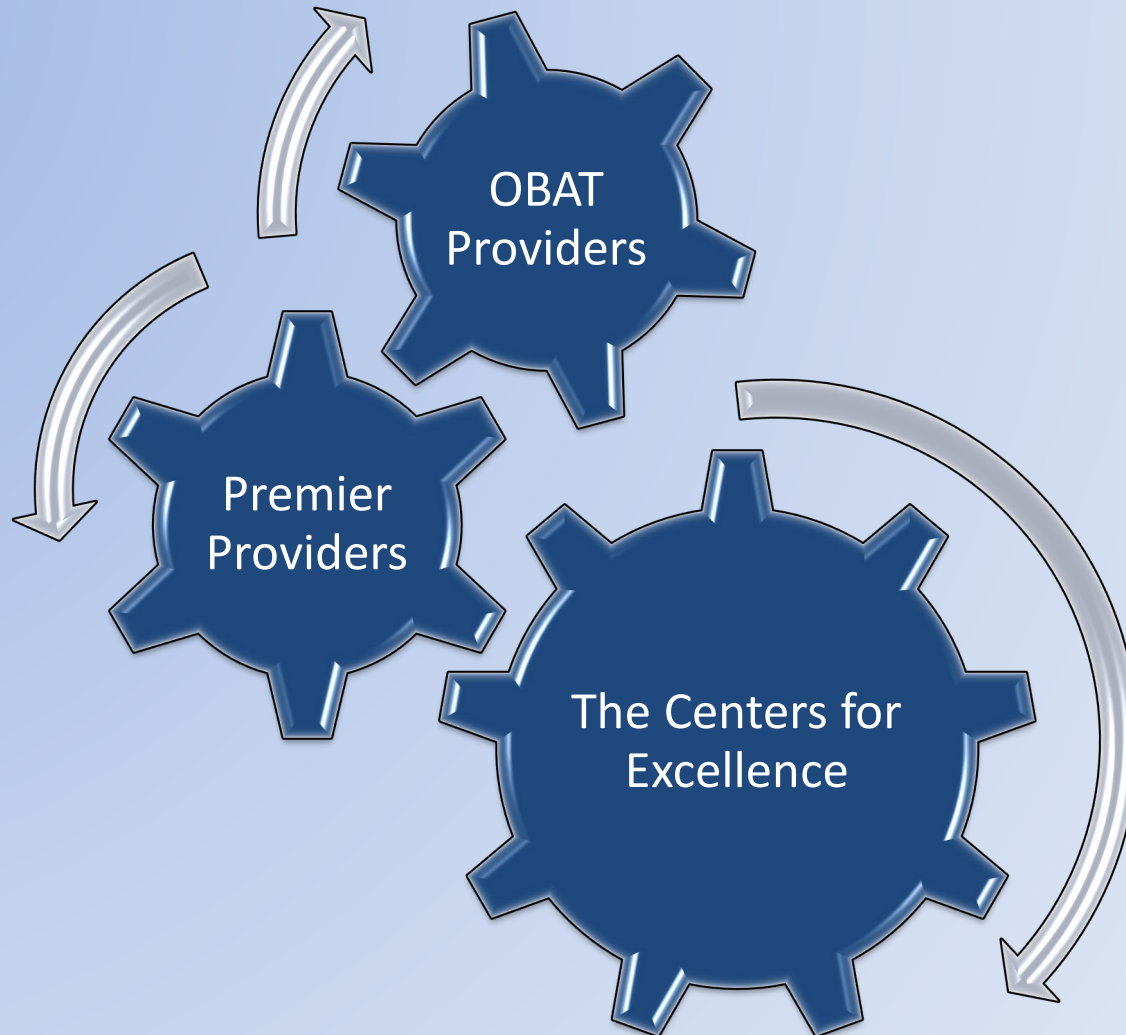 OBAT
Providers
Premier
Providers
The Centers for
Excellence